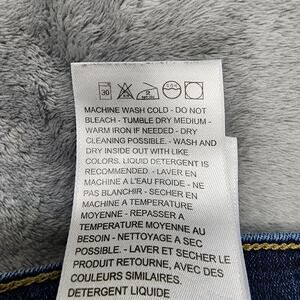 30
MACHINE WASH COLD - DO NOT
BLEACH - TUMBLE DRY MEDIUM -
WARM IRON IF NEEDED - DRY
CLEANING POSSIBLE. - WASH AND
DRY INSIDE OUT WITH LIKE
COLORS. LIQUID DETERGENT IS
RECOMMENDED. - LAVER EN
MACHINE A L'EAU FROIDE - NE
PAS BLANCHIR - SECHER EN
MACHINE A TEMPERATURE
MOYENNE - REPASSER A
TEMPERATURE MOYENNE AU
BESOIN - NETTOYAGE A SEC
POSSIBLE. - LAVER ET SECHER LE
PRODUIT RETOURNE, AVEC DES
COULEURS SIMILAIRES.
DETERGENT LIQUIDE